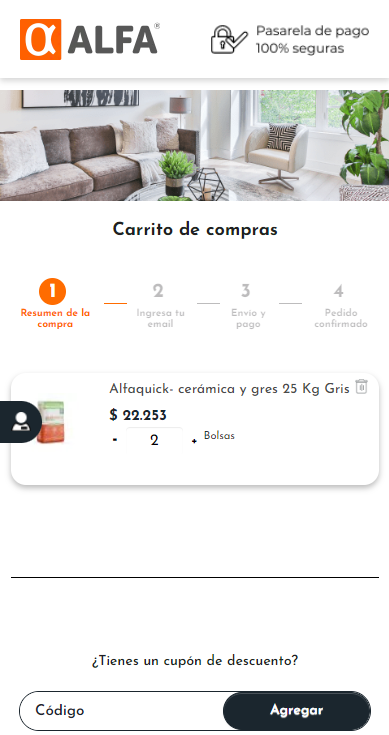 α ALFA®
Pasarela de pago
100% seguras
Carrito de compras
1
Resumen de la
compra
2
Ingresa tu
email
3
Envio y
pago
4
Pedido
confirmado
Alfaquick- cerámica y gres 25 Kg Gris
$ 22.253
- 2 + Bolsas
¿Tienes un cupón de descuento?
Código
Agregar